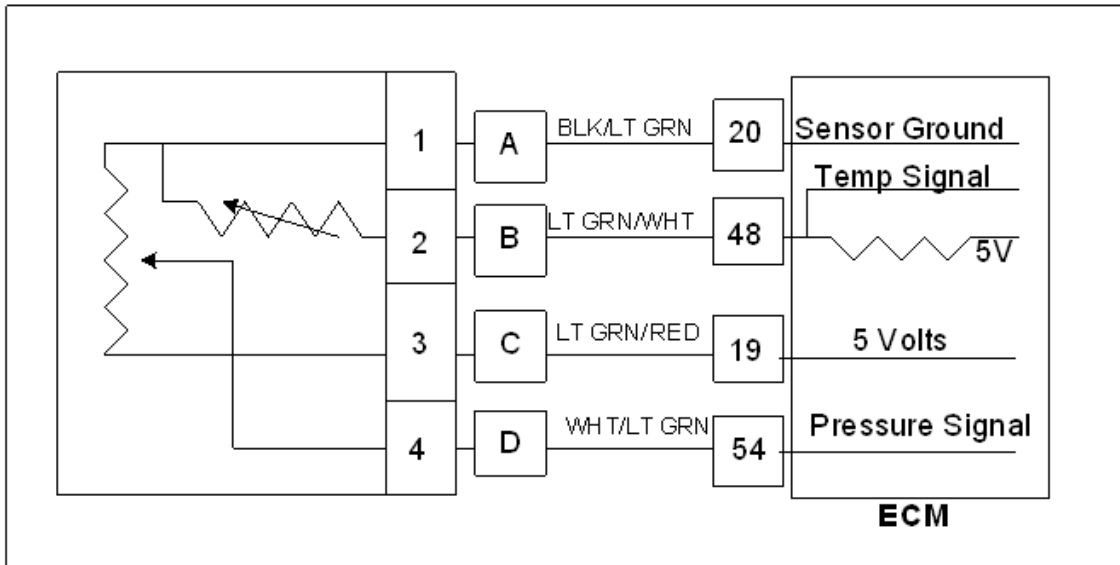 1 A BLK/LT GRN 20 Sensor Ground
Temp Signal
2 B LT GRN/WHT 48 5V
3 C LT GRN/RED 19 5 Volts
4 D WHT/LT GRN 54 Pressure Signal
ECM